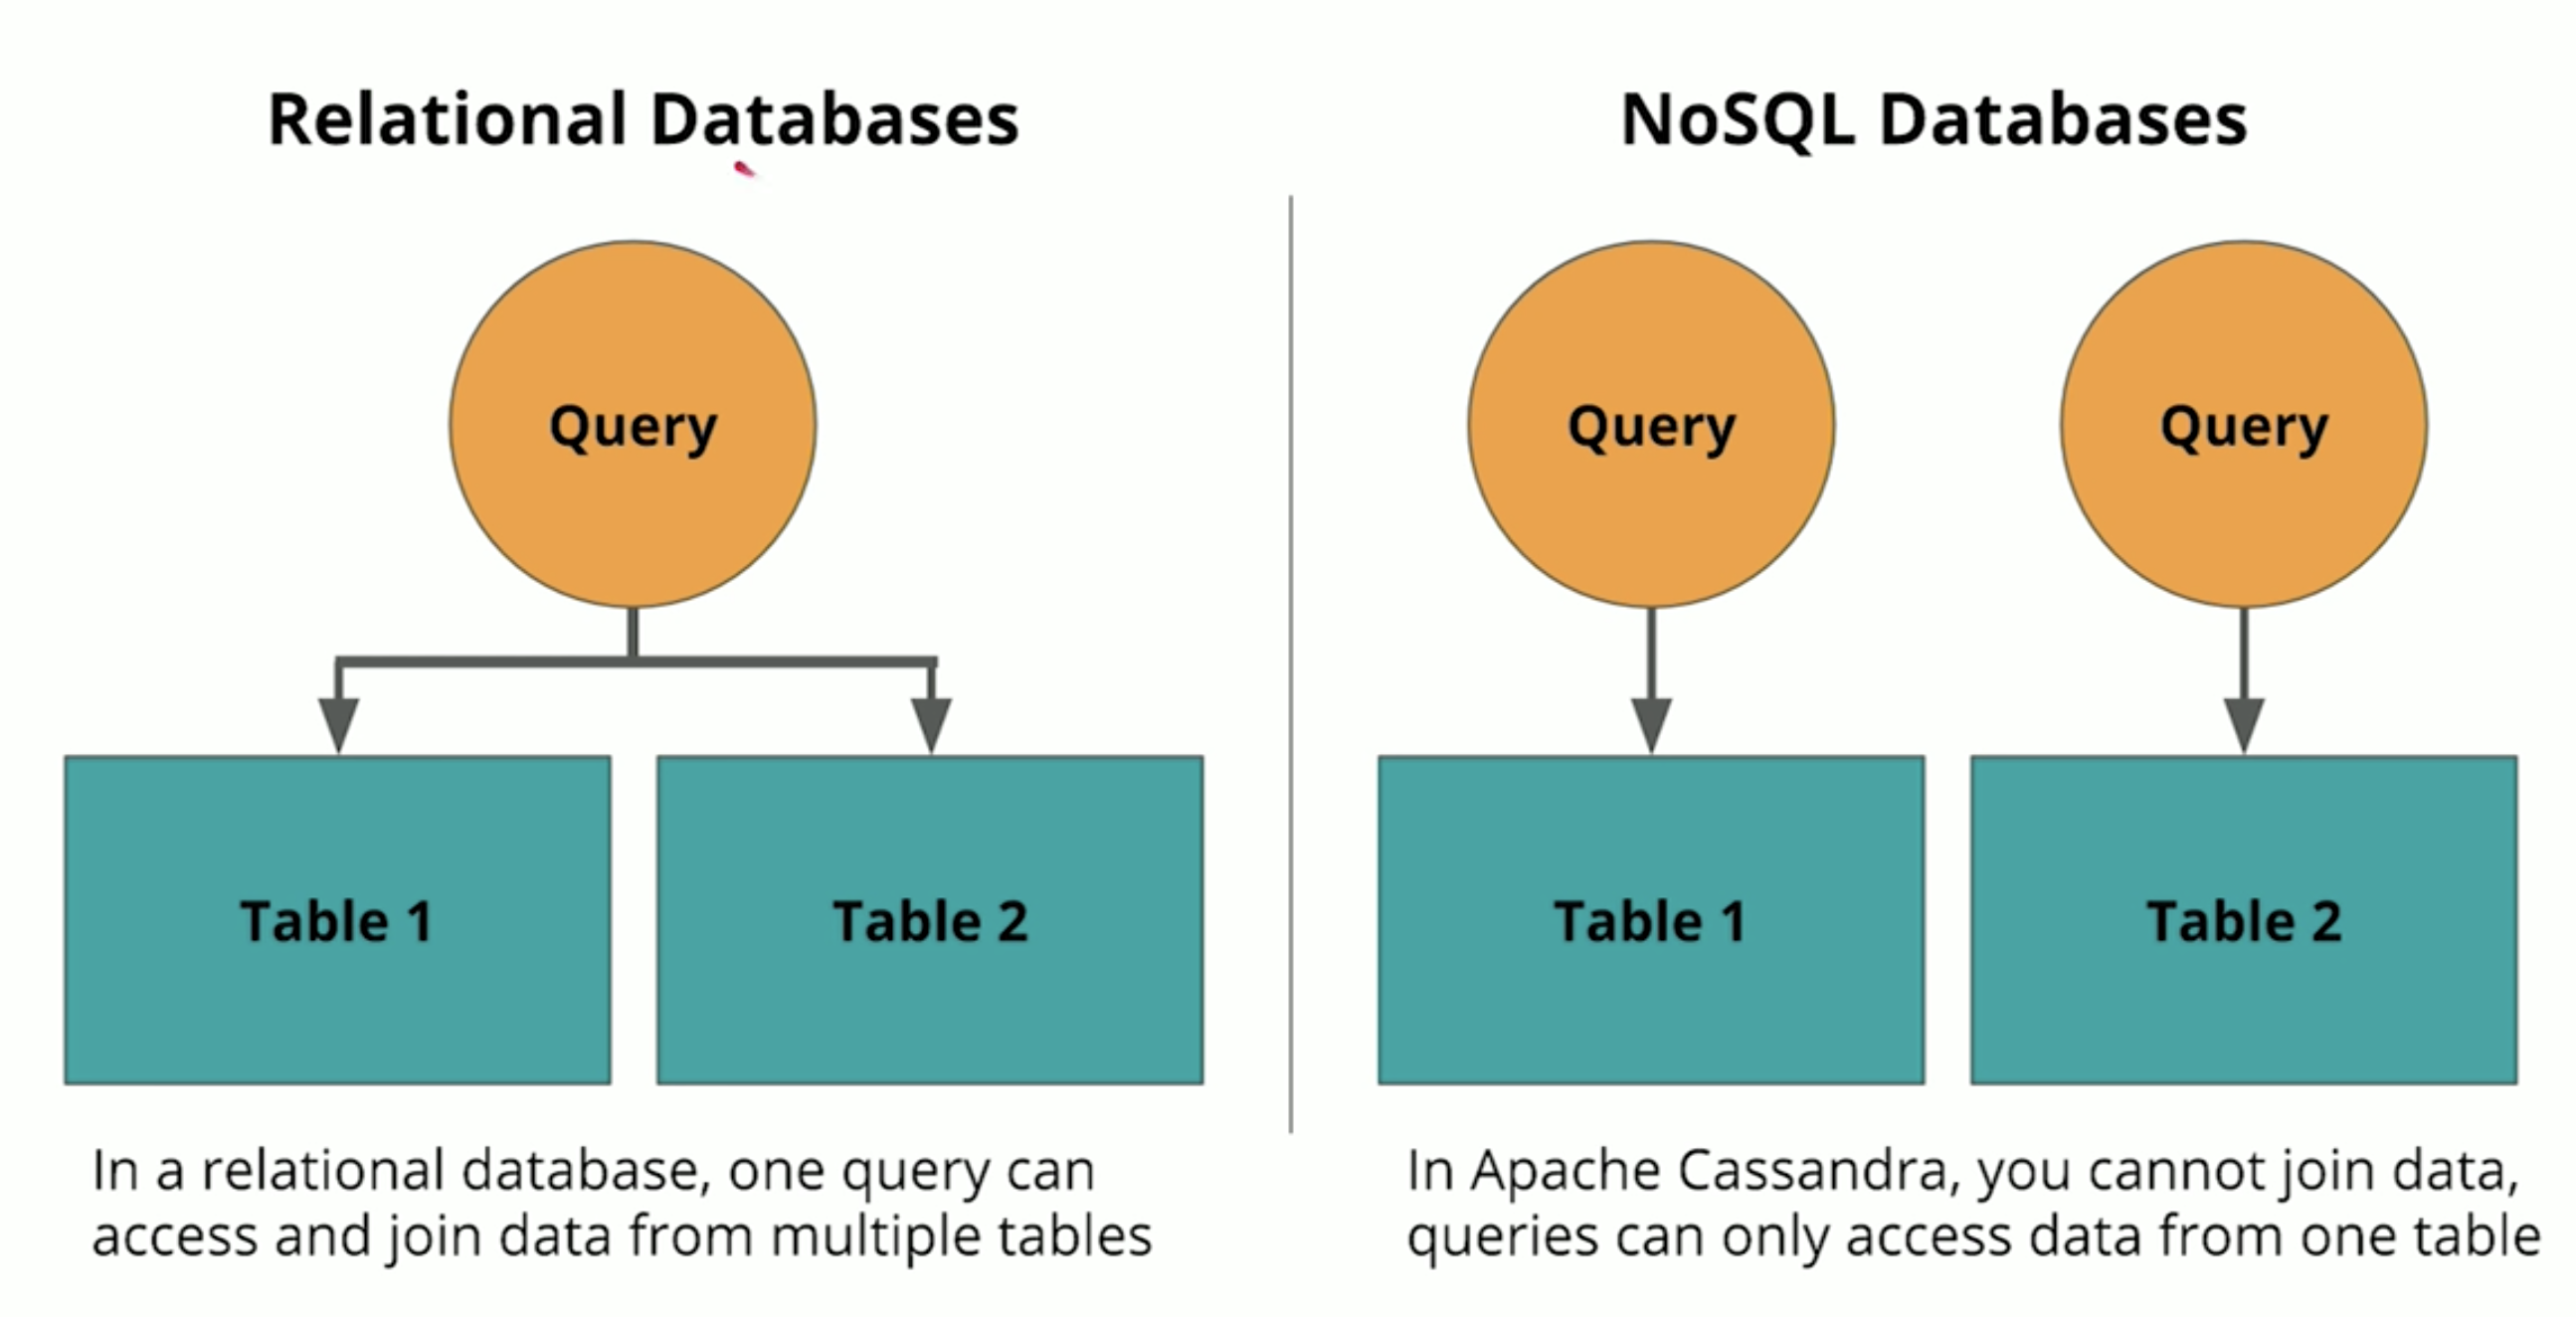 Relational Databases
Query
Table 1
Table 2
In a relational database, one query can
access and join data from multiple tables
NoSQL Databases
Query
Query
Table 1
Table 2
In Apache Cassandra, you cannot join data,
queries can only access data from one table